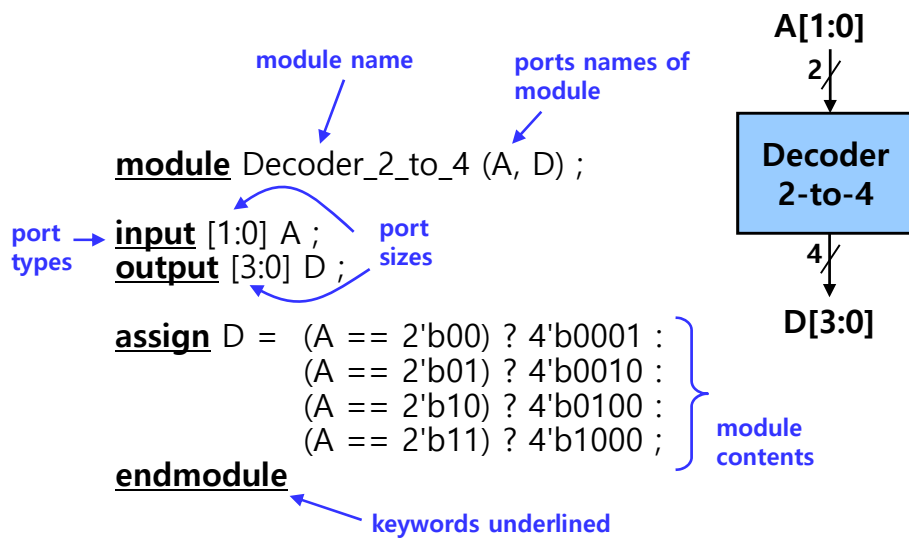 module name
ports names of
module
module Decoder_2_to_4 (A, D) ;
port
types
input [1:0] A ;
output [3:0] D ;
port
sizes
assign D = (A == 2'b00) ? 4'b0001 :
(A == 2'b01) ? 4'b0010 :
(A == 2'b10) ? 4'b0100 :
(A == 2'b11) ? 4'b1000 ;
module
contents
endmodule
keywords underlined
A[1:0]
2
Decoder
2-to-4
4
D[3:0]